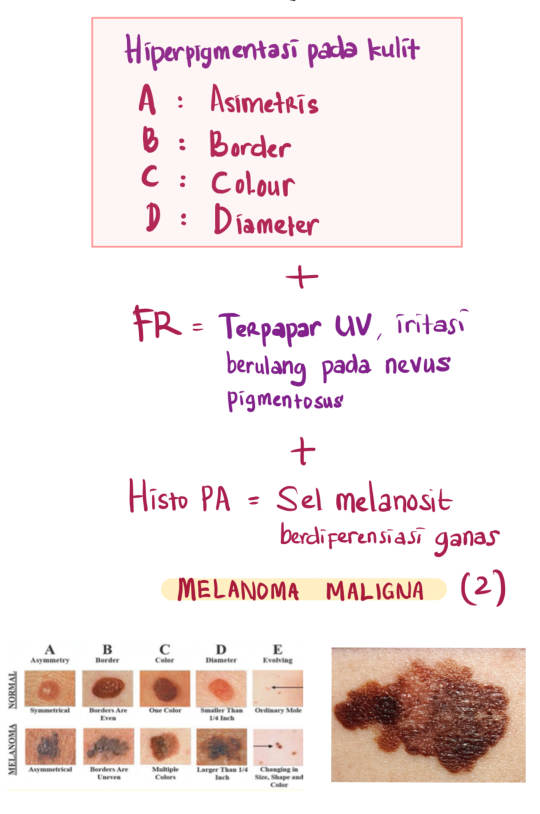 Hiperpigmentasi pada kulit
A : Asimetris
B : Border
C : Colour
D : Diameter
+
FR = Terpapar UV, iritasi
berulang pada nevus
pigmentosus
+
Histo PA = Sel melanosit
berdiferensiasi ganas
MELANOMA MALIGNA (2)
A B C D E
Asymmetry Border Color Diameter Evolving
NORMAL
Symmetrical Borders Are Even One Color Smaller Than 1/4 Inch Ordinary Mole
MELANOMA
Asymmetrical Borders Are Uneven Multiple Colors Larger Than 1/4 Inch Changing in Size, Shape and Color